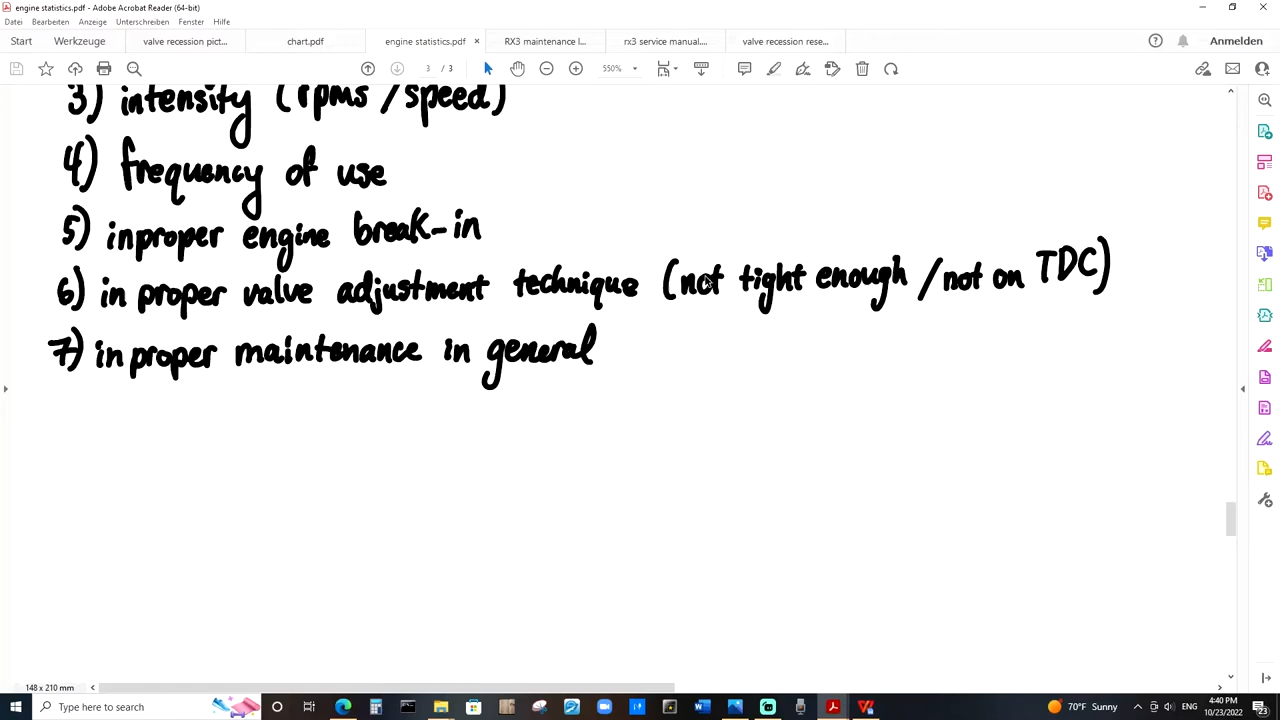 engine statistics.pdf - Adobe Acrobat Reader (64-bit)
Datei Bearbeiten Anzeige Unterschreiben Fenster Hilfe
Start Werkzeuge valve recession pict... chart.pdf engine statistics.pdf × RX3 maintenance l... rx3 service manual.... valve recession rese... Anmelden
3 / 3 550%
3) intensity (rpms/speed)
4) frequency of use
5) inproper engine break-in
6) in proper valve adjustment technique (not tight enough / not on TDC)
7) in proper maintenance in general
148 x 210 mm
Type here to search 70°F Sunny ENG 4:40 PM
10/23/2022